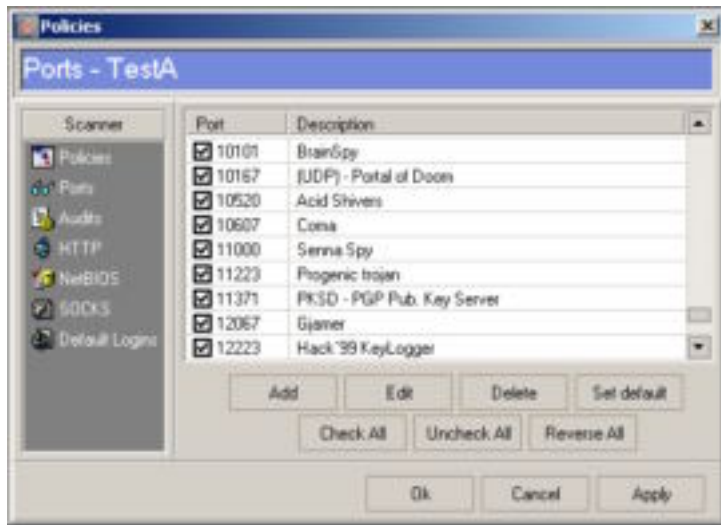 Policies
Ports - TestA
Scanner
Policies
Ports
Audits
HTTP
NetBIOS
SOCKS
Default Logins
Port Description
10101 BrainSpy
10167 (UDP) - Portal of Doom
10520 Acid Shivers
10607 Coma
11000 Senna Spy
11223 Progenic trojan
11371 PKSD - PGP Pub. Key Server
12067 Gjamer
12223 Hack´99 KeyLogger
Add Edit Delete Set default
Check All Uncheck All Reverse All
Ok Cancel Apply